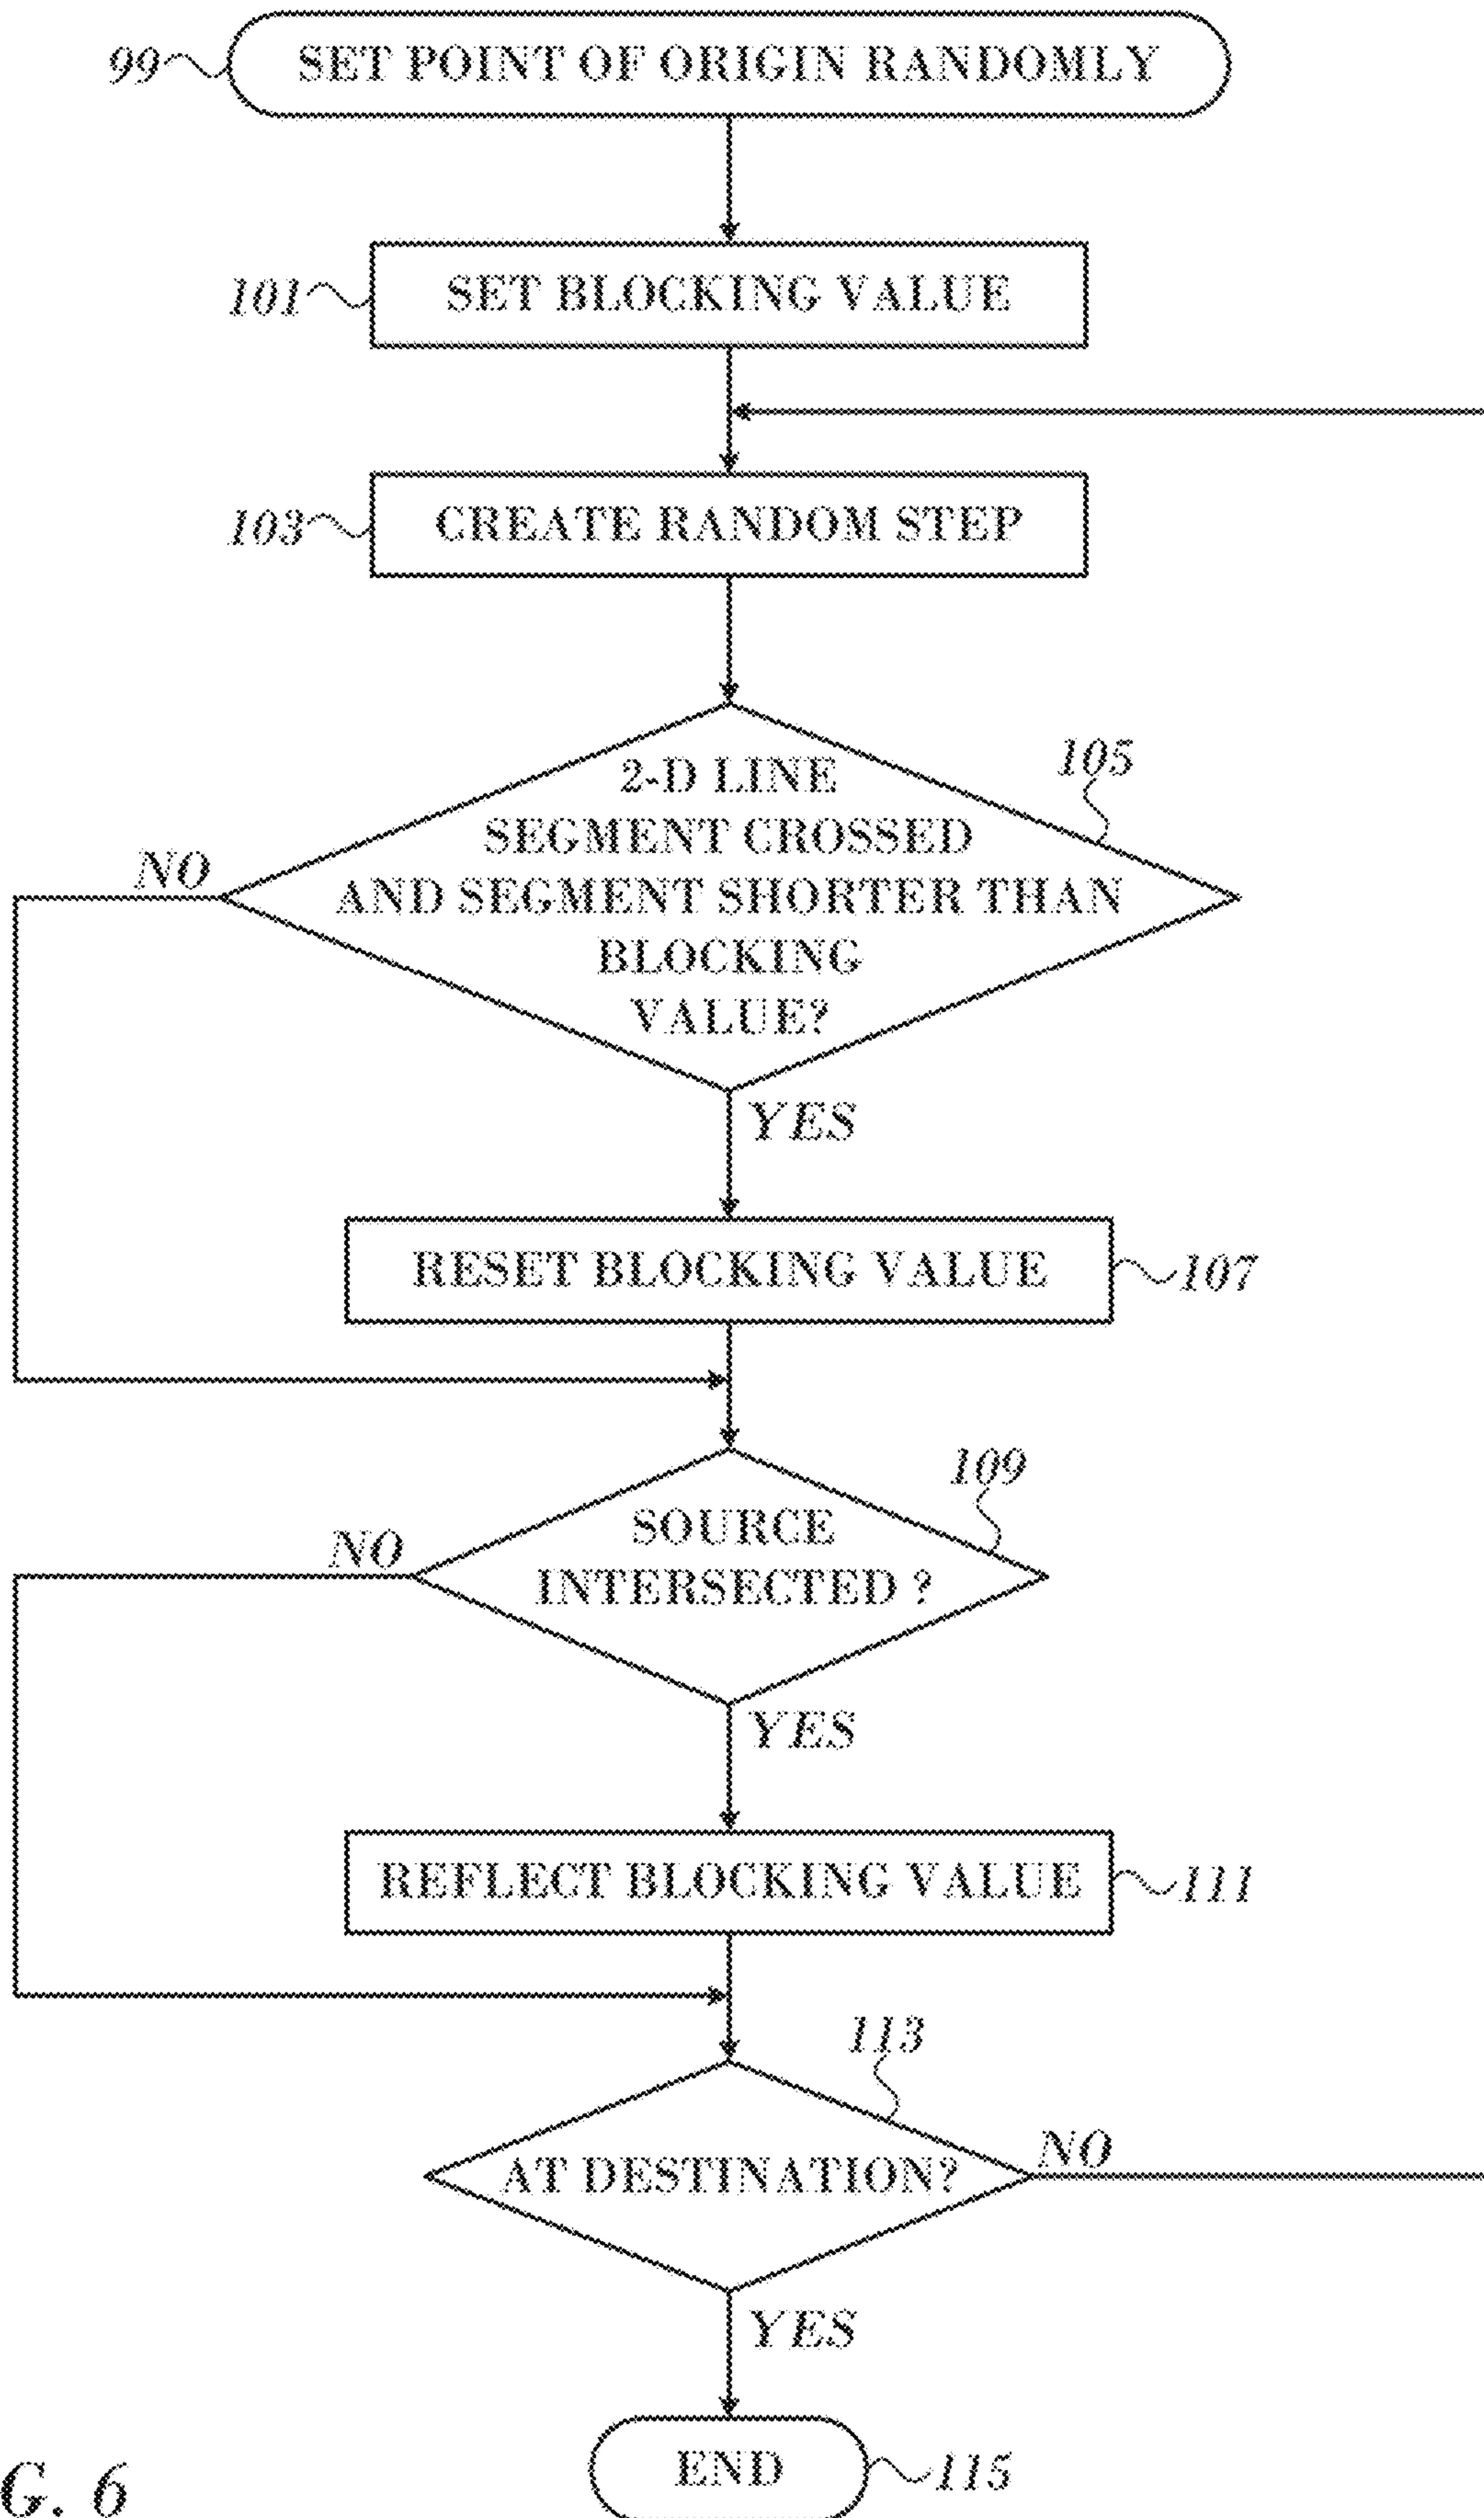 99 SET POINT OF ORIGIN RANDOMLY
101 SET BLOCKING VALUE
103 CREATE RANDOM STEP
105
2-D LINE
SEGMENT CROSSED
NO
AND SEGMENT SHORTER THAN
BLOCKING
VALUE?
YES
RESET BLOCKING VALUE 107
109
SOURCE
NO
INTERSECTED ?
YES
REFLECT BLOCKING VALUE 111
113
NO
AT DESTINATION?
YES
END 115
G. 6